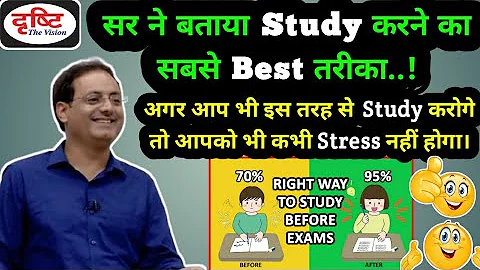 दृष्टि
The Vision
सर ने बताया Study करने का
सबसे Best तरीका..!
अगर आप भी इस तरह से Study करोगे
तो आपको भी कभी Stress नहीं होगा।
70%
95%
RIGHT WAY
TO STUDY
BEFORE
EXAMS
BEFORE
AFTER